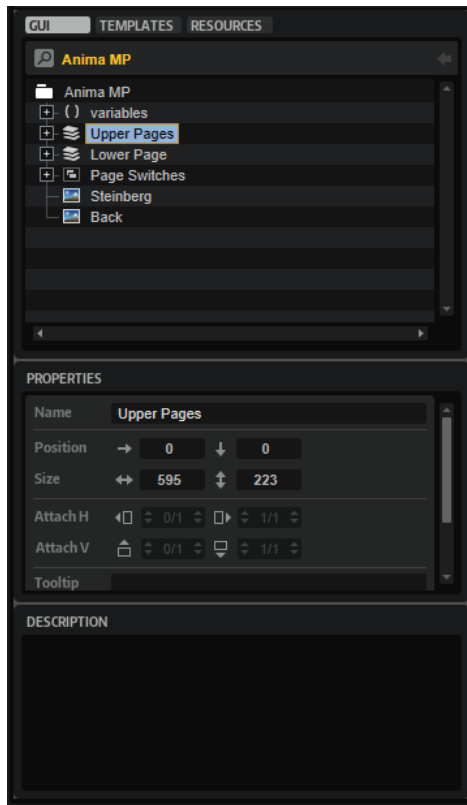 GUI TEMPLATES RESOURCES
Anima MP
Anima MP
( ) variables
Upper Pages
Lower Page
Page Switches
Steinberg
Back
PROPERTIES
Name Upper Pages
Position 0 0
Size 595 223
Attach H 0/1 1/1
Attach V 0/1 1/1
Tooltip
DESCRIPTION